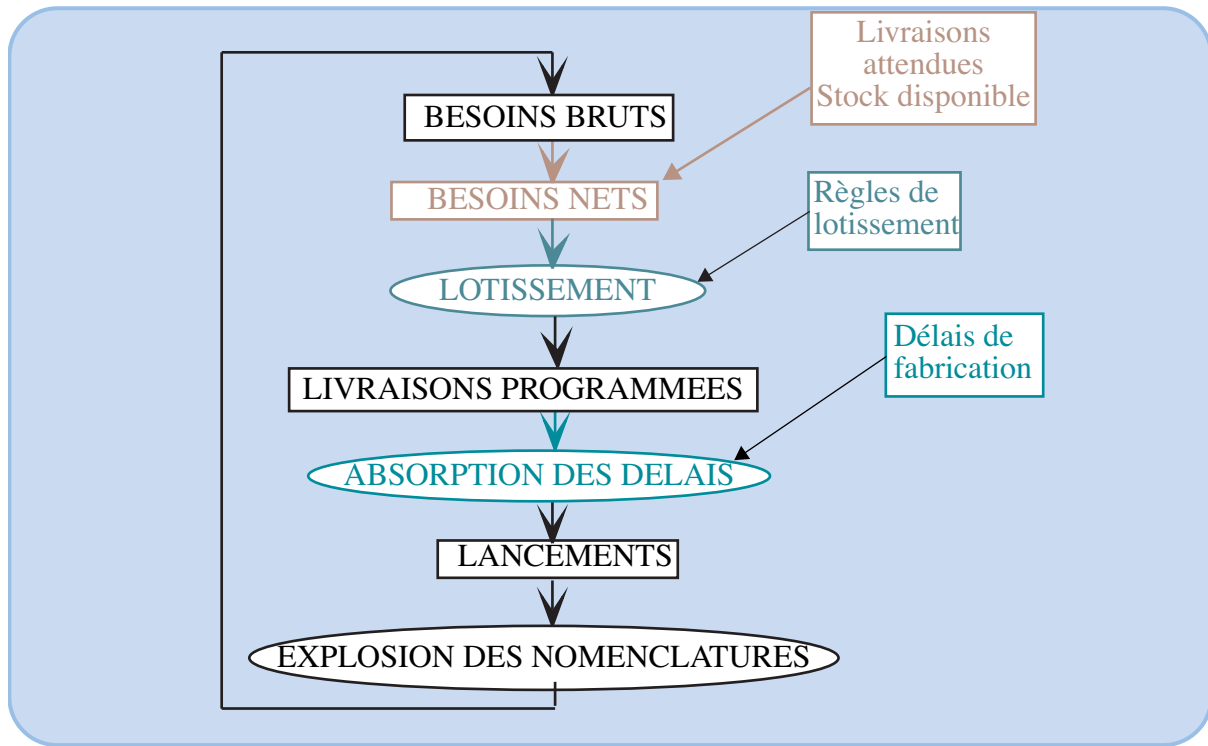 Livraisons
attendues
Stock disponible
BESOINS BRUTS
BESOINS NETS
Règles de
lotissement
LOTISSEMENT
Délais de
fabrication
LIVRAISONS PROGRAMMEES
ABSORPTION DES DELAIS
LANCEMENTS
EXPLOSION DES NOMENCLATURES